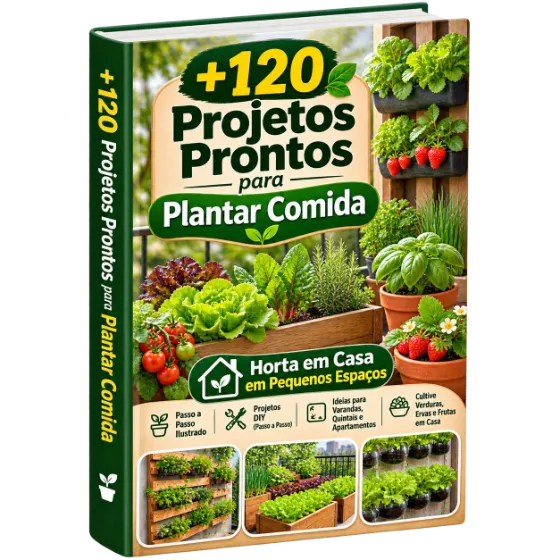 +120 Projetos Prontos para Plantar Comida
+120
Projetos
Prontos
para
Plantar Comida
Horta em Casa
em Pequenos Espaços
Passo a
Passo
Ilustrado
Projetos
DIY
(Passo a Passo)
Ideias para
Varandas,
Quintais e
Apartamentos
Cultive
Verduras,
Ervas e Frutas
em Casa